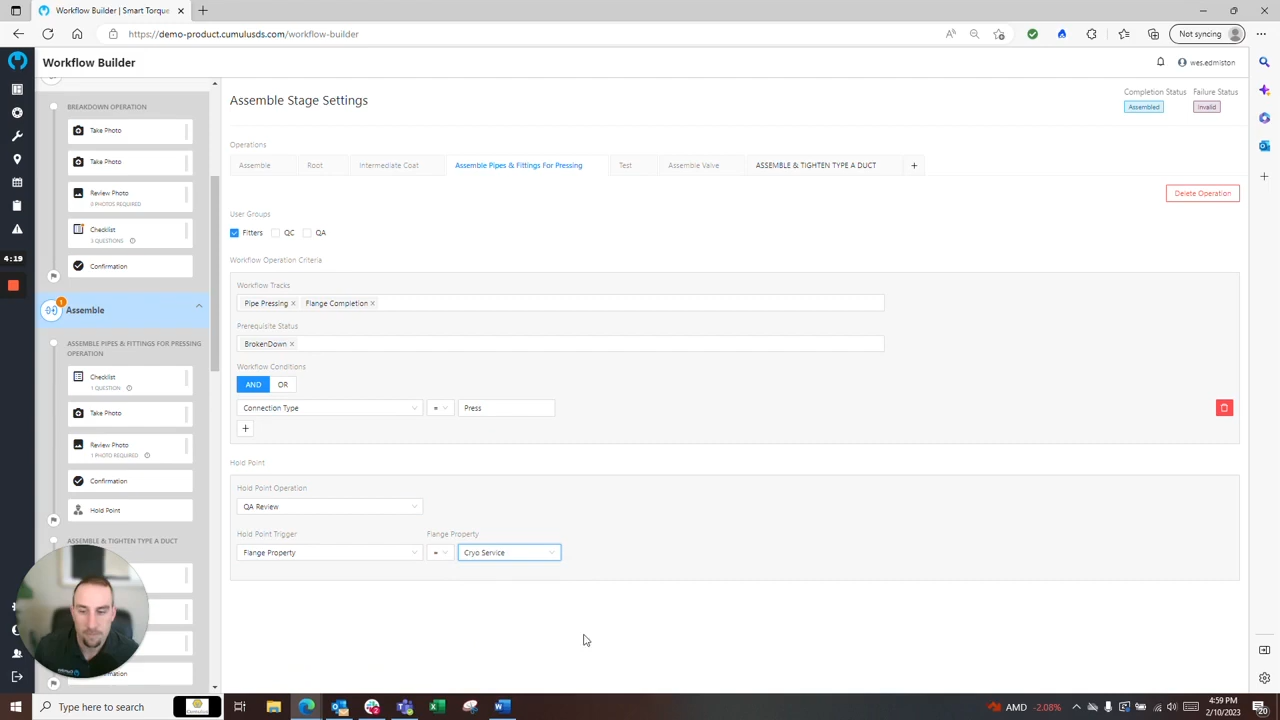 Workflow Builder | Smart Torque
https://demo-product.cumulusds.com/workflow-builder
Not syncing
Workflow Builder
wes.edmiston
BREAKDOWN OPERATION
Take Photo
Take Photo
Review Photo
0 PHOTOS REQUIRED
Checklist
3 QUESTIONS
Confirmation
4:19
1
Assemble
ASSEMBLE PIPES & FITTINGS FOR PRESSING
OPERATION
Checklist
1 QUESTION
Take Photo
Review Photo
1 PHOTO REQUIRED
Confirmation
Hold Point
ASSEMBLE & TIGHTEN TYPE A DUCT
Assemble Stage Settings
Completion Status
Failure Status
Assembled
Invalid
Operations
Assemble
Root
Intermediate Coat
Assemble Pipes & Fittings For Pressing
Test
Assemble Valve
ASSEMBLE & TIGHTEN TYPE A DUCT
+
Delete Operation
User Groups
Fitters
QC
QA
Workflow Operation Criteria
Workflow Tracks
Pipe Pressing ×
Flange Completion ×
Prerequisite Status
BrokenDown ×
Workflow Conditions
AND
OR
Connection Type
=
Press
+
Hold Point
Hold Point Operation
QA Review
Hold Point Trigger
Flange Property
Flange Property
=
Cryo Service
Type here to search
Cumulus
AMD -2.08%
4:59 PM
2/10/2023
20